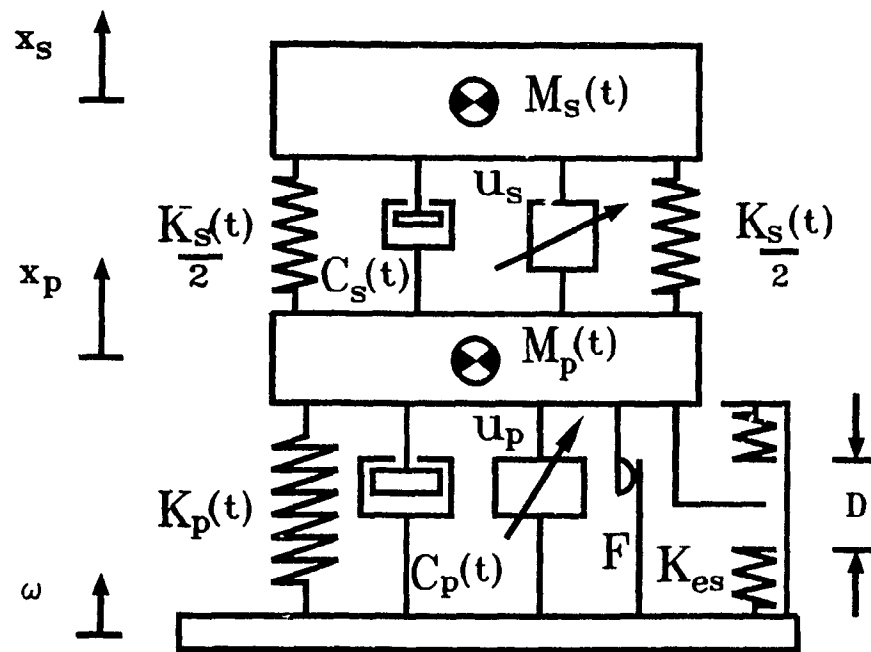 x_s
M_s(t)
u_s
K_s(t)
2
C_s(t)
K_s(t)
2
x_p
M_p(t)
u_p
K_p(t)
C_p(t)
F
K_es
D
ω